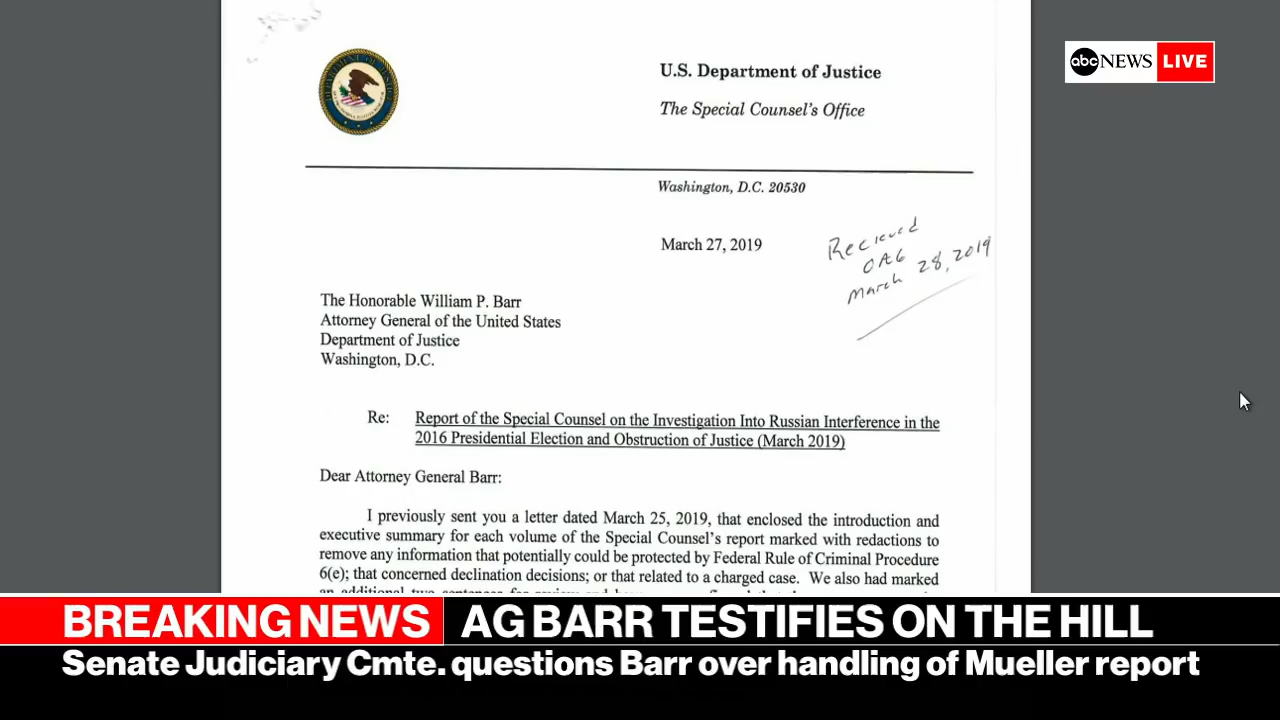 abc NEWS LIVE
U.S. Department of Justice
The Special Counsel's Office
Washington, D.C. 20530
March 27, 2019
Recieved
OAG
March 28, 2019
The Honorable William P. Barr
Attorney General of the United States
Department of Justice
Washington, D.C.
Re: Report of the Special Counsel on the Investigation Into Russian Interference in the
2016 Presidential Election and Obstruction of Justice (March 2019)
Dear Attorney General Barr:
I previously sent you a letter dated March 25, 2019, that enclosed the introduction and
executive summary for each volume of the Special Counsel's report marked with redactions to
remove any information that potentially could be protected by Federal Rule of Criminal Procedure
6(e); that concerned declination decisions; or that related to a charged case. We also had marked
BREAKING NEWS AG BARR TESTIFIES ON THE HILL
Senate Judiciary Cmte. questions Barr over handling of Mueller report